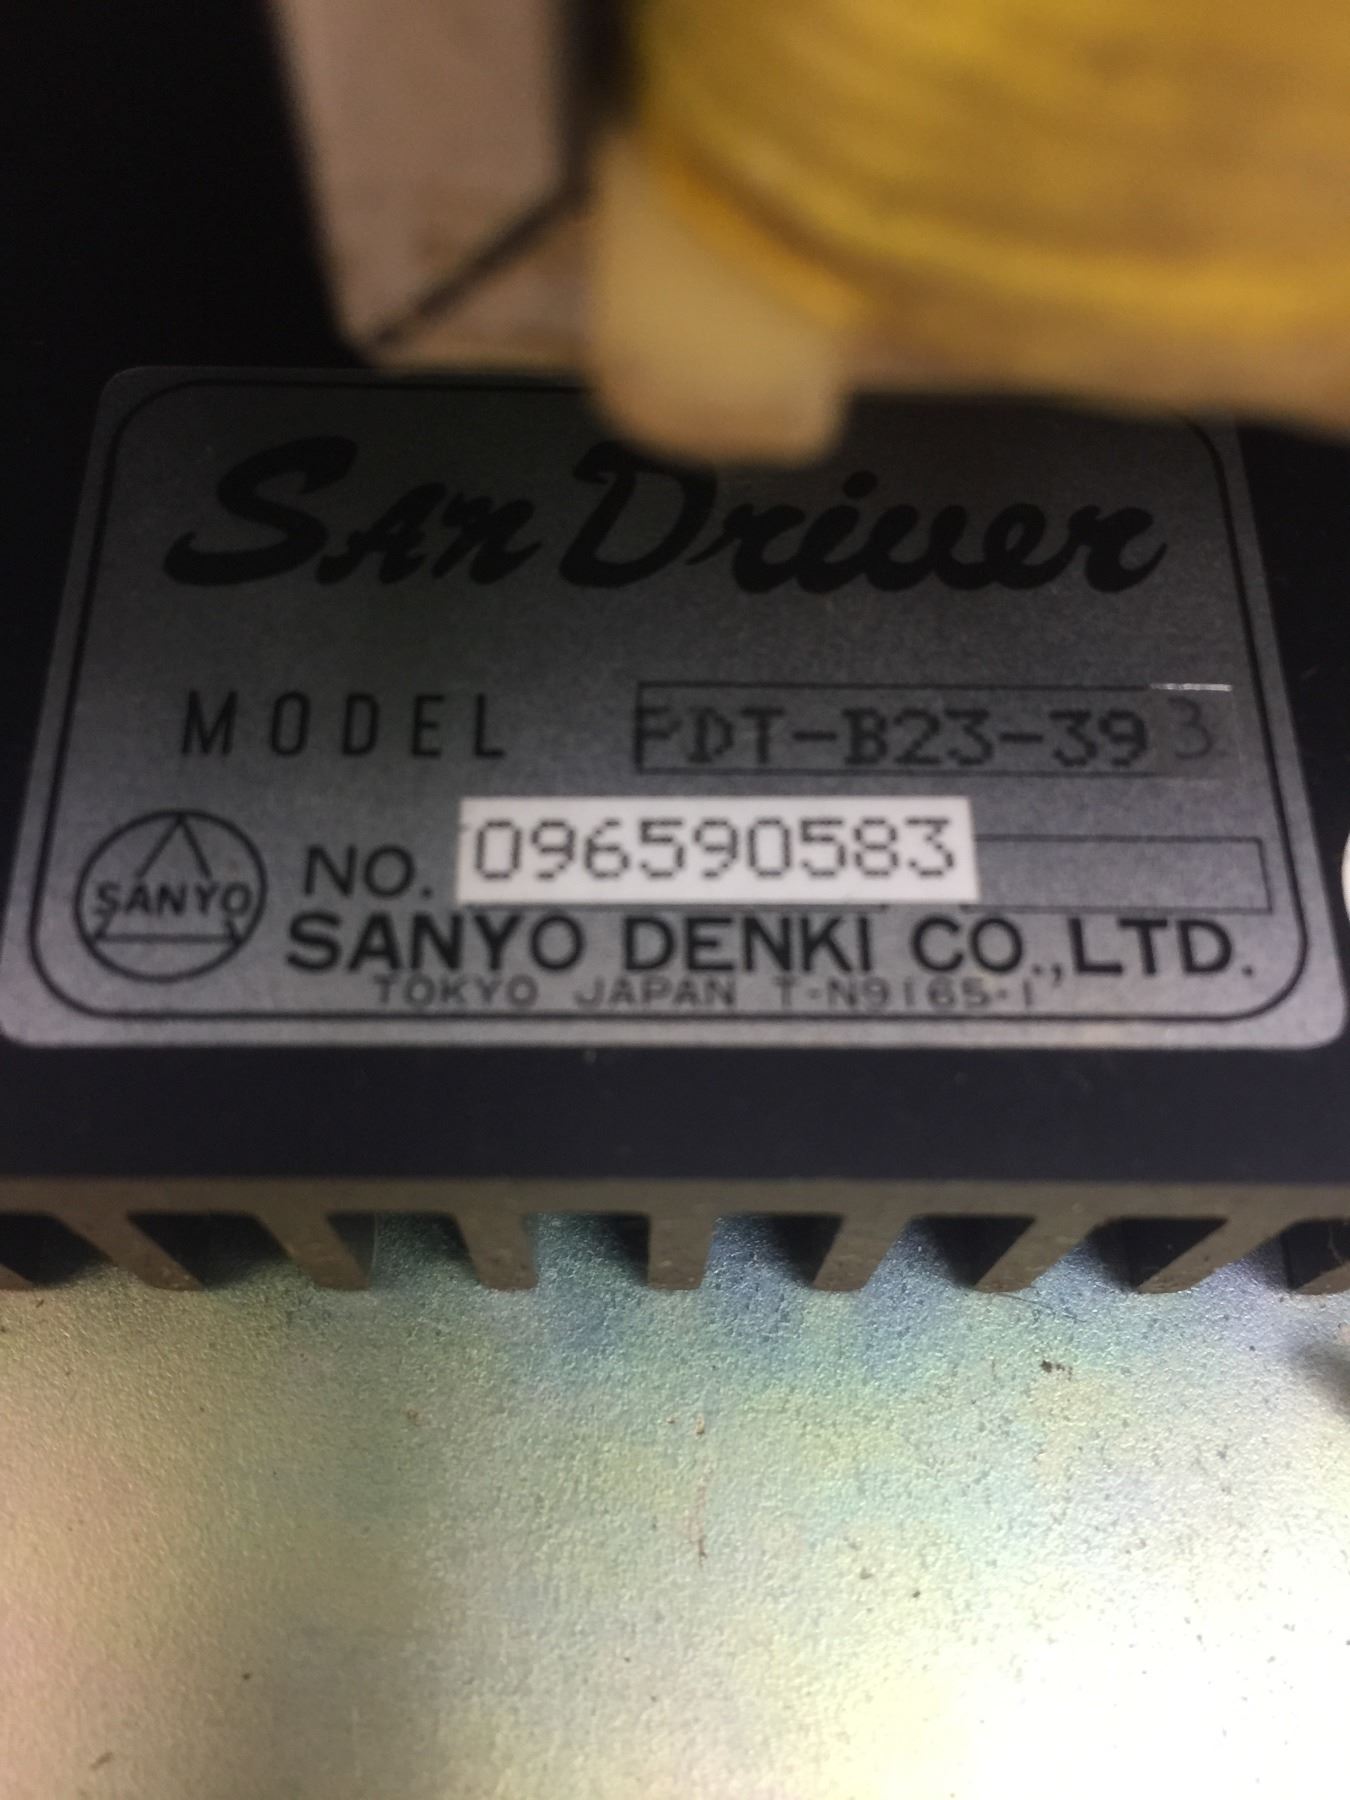 San Driver
MODEL PDT-B23-393
SANYO
NO. 096590583
SANYO DENKI CO.,LTD.
TOKYO JAPAN T-N9165-1